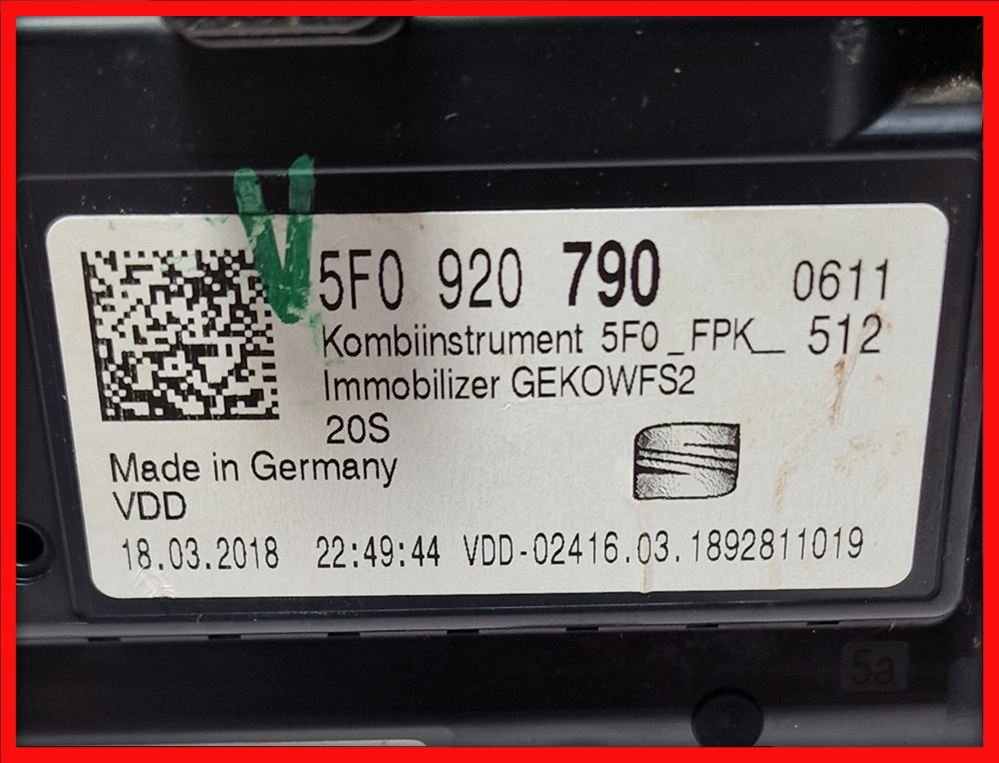 5F0 920 790 0611
Kombiinstrument 5F0_FPK_ 512
Immobilizer GEKOWFS2
20S
Made in Germany
VDD
18.03.2018 22:49:44 VDD-02416.03.1892811019
5a